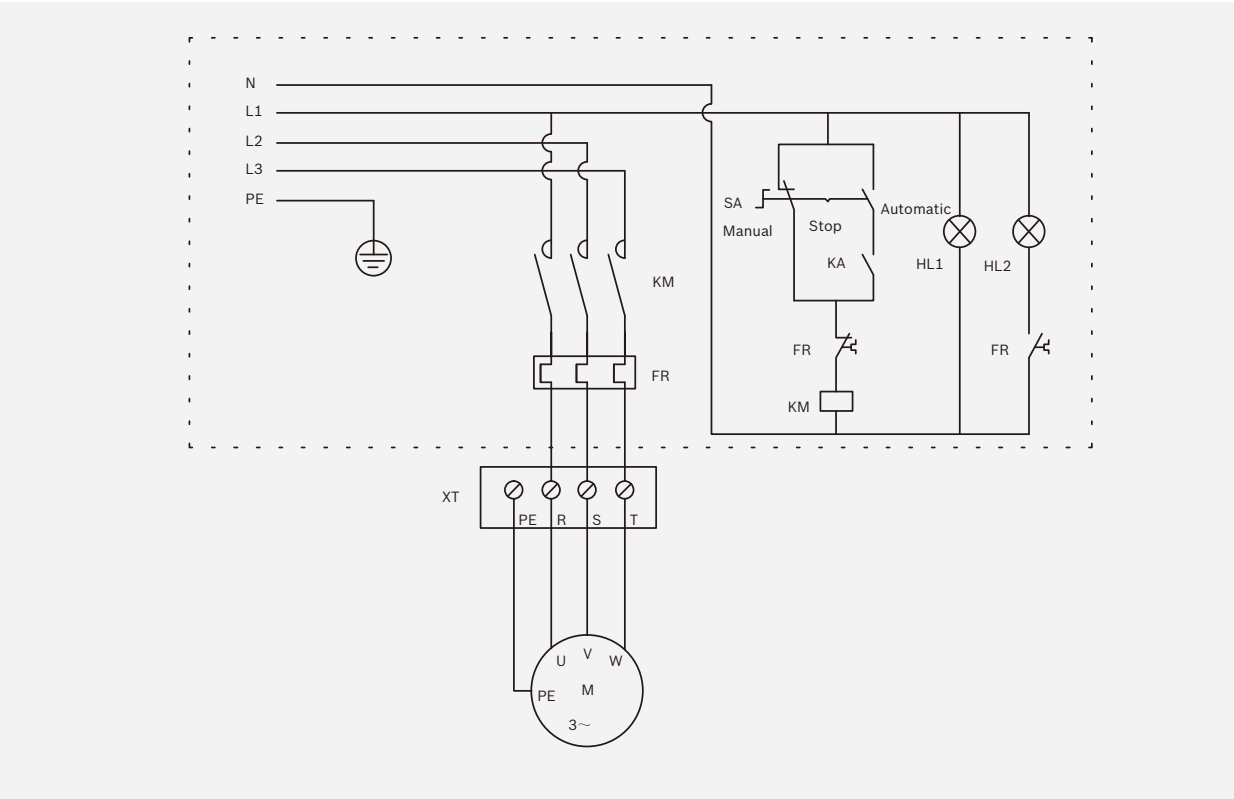 N
L1
L2
L3
PE
SA
Manual
Stop
Automatic
KA
HL1
HL2
KM
FR
FR
FR
KM
XT
PE
R
S
T
U
V
W
PE
M
3~